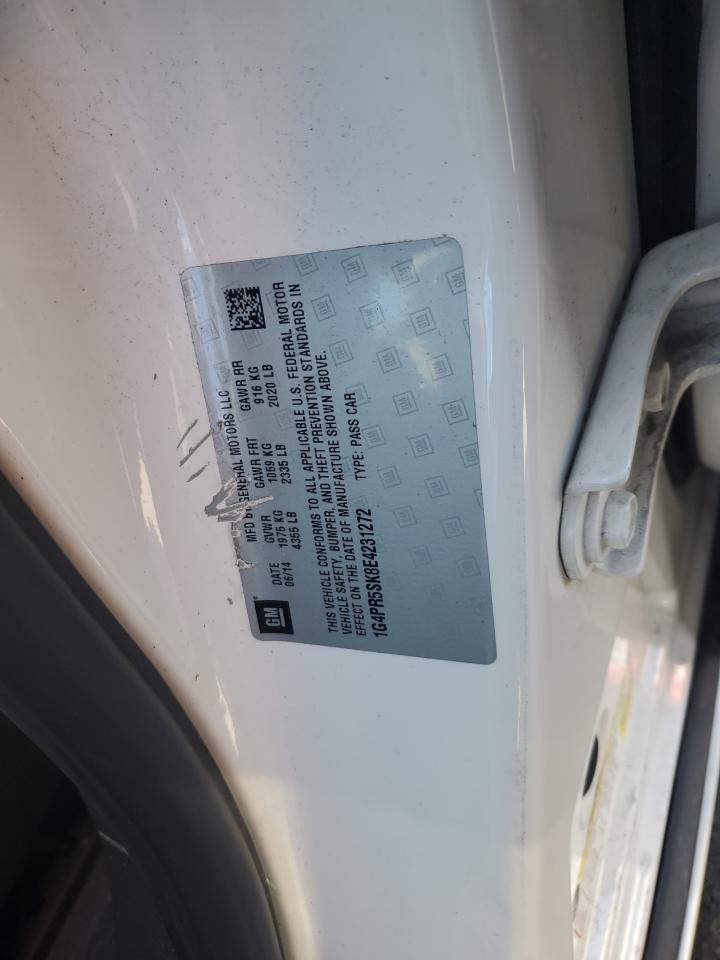 GM
MFD BY GENERAL MOTORS LLC
DATE GVWR GAWR FRT GAWR RR
06/14 1975 KG 1059 KG 916 KG
4355 LB 2335 LB 2020 LB
THIS VEHICLE CONFORMS TO ALL APPLICABLE U.S. FEDERAL MOTOR
VEHICLE SAFETY, BUMPER, AND THEFT PREVENTION STANDARDS IN
EFFECT ON THE DATE OF MANUFACTURE SHOWN ABOVE.
1G4PR5SK8E4231272 TYPE: PASS CAR